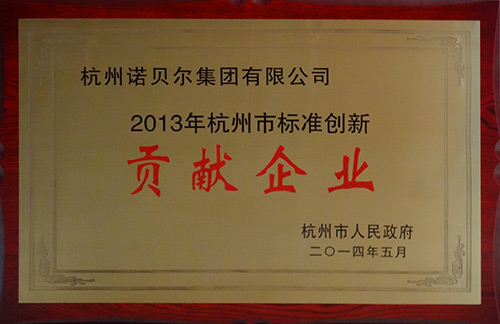 杭州诺贝尔集团有限公司
2013年杭州市标准创新
贡献企业
杭州市人民政府
二〇一四年五月